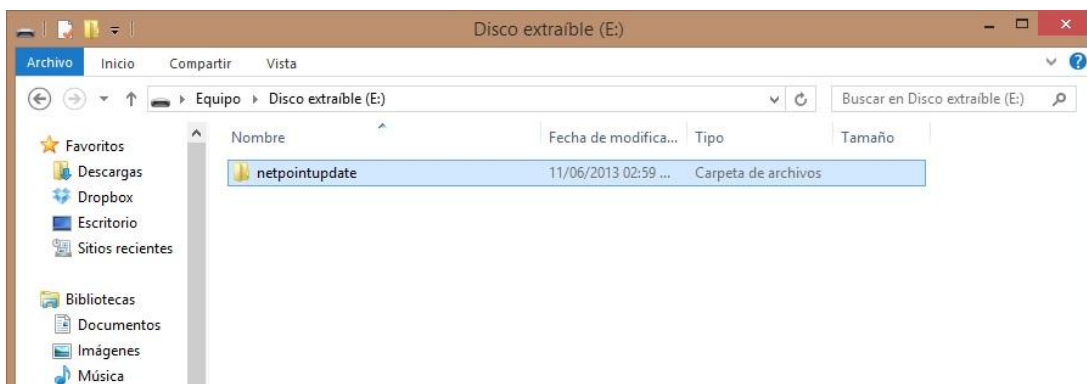 Disco extraíble (E:)
Archivo Inicio Compartir Vista
Equipo Disco extraíble (E:) Buscar en Disco extraíble (E:)
Nombre Fecha de modifica... Tipo Tamaño
netpointupdate 11/06/2013 02:59 ... Carpeta de archivos
Favoritos
Descargas
Dropbox
Escritorio
Sitios recientes
Bibliotecas
Documentos
Imágenes
Música